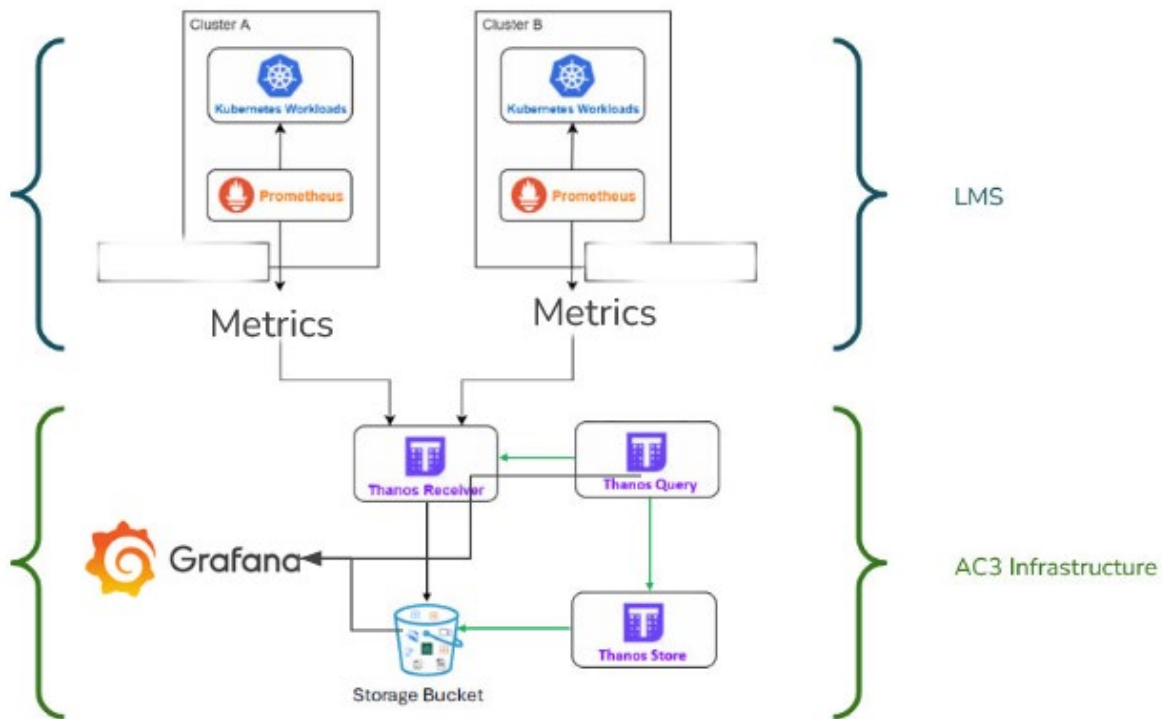 Cluster A
Cluster B
Kubernetes Workloads
Kubernetes Workloads
Prometheus
Prometheus
LMS
Metrics
Metrics
Thanos Receiver
Thanos Query
Grafana
AC3 Infrastructure
Thanos Store
Storage Bucket